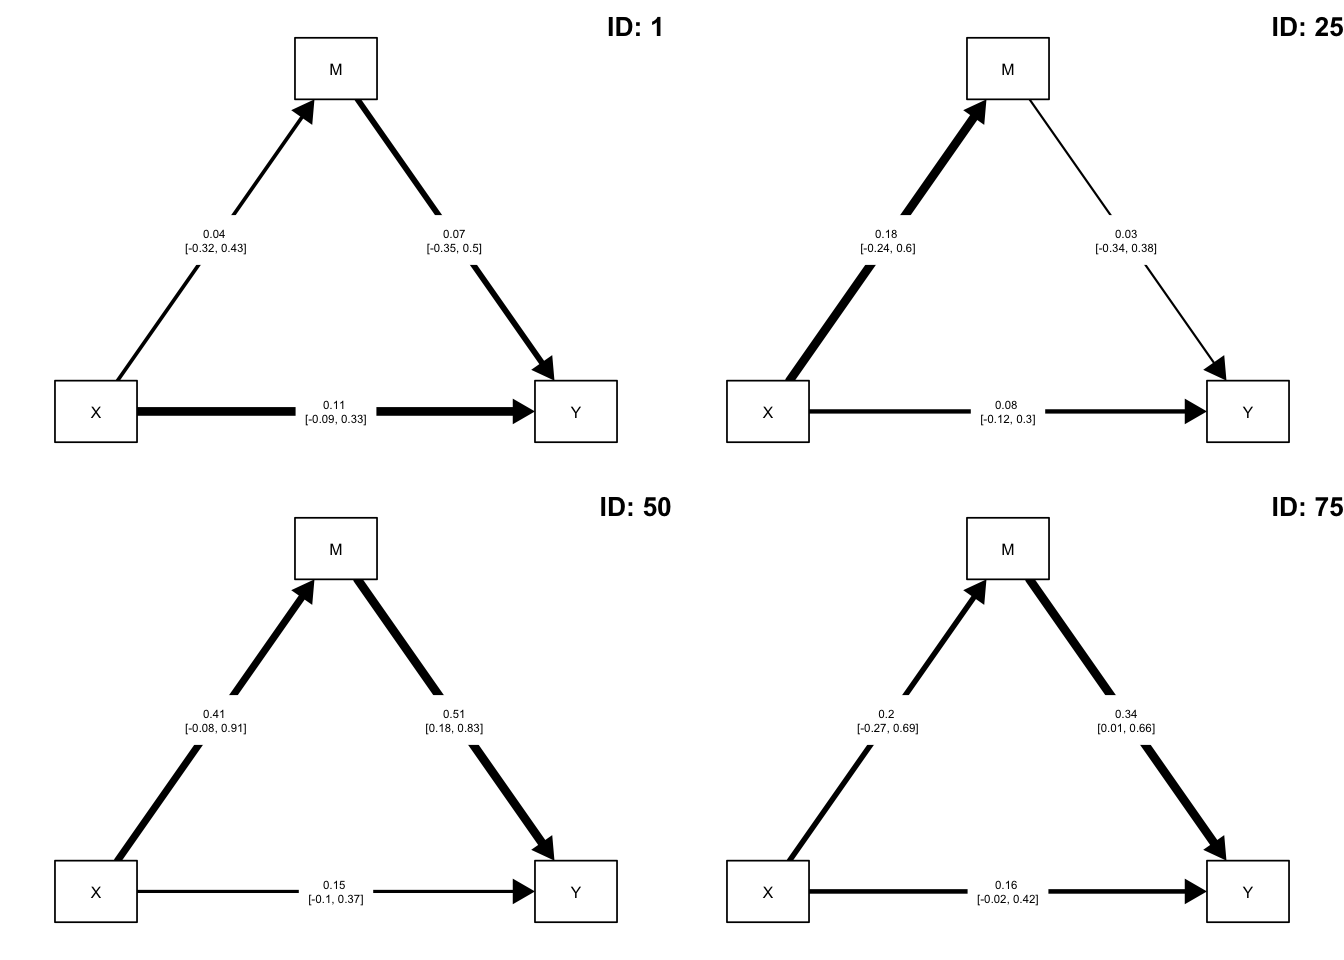 ID: 1
M
0.04
[-0.32, 0.43]
0.07
[-0.35, 0.5]
X
0.11
[-0.09, 0.33]
Y
ID: 25
M
0.18
[-0.24, 0.6]
0.03
[-0.34, 0.38]
X
0.08
[-0.12, 0.3]
Y
ID: 50
M
0.41
[-0.08, 0.91]
0.51
[0.18, 0.83]
X
0.15
[-0.1, 0.37]
Y
ID: 75
M
0.2
[-0.27, 0.69]
0.34
[0.01, 0.66]
X
0.16
[-0.02, 0.42]
Y